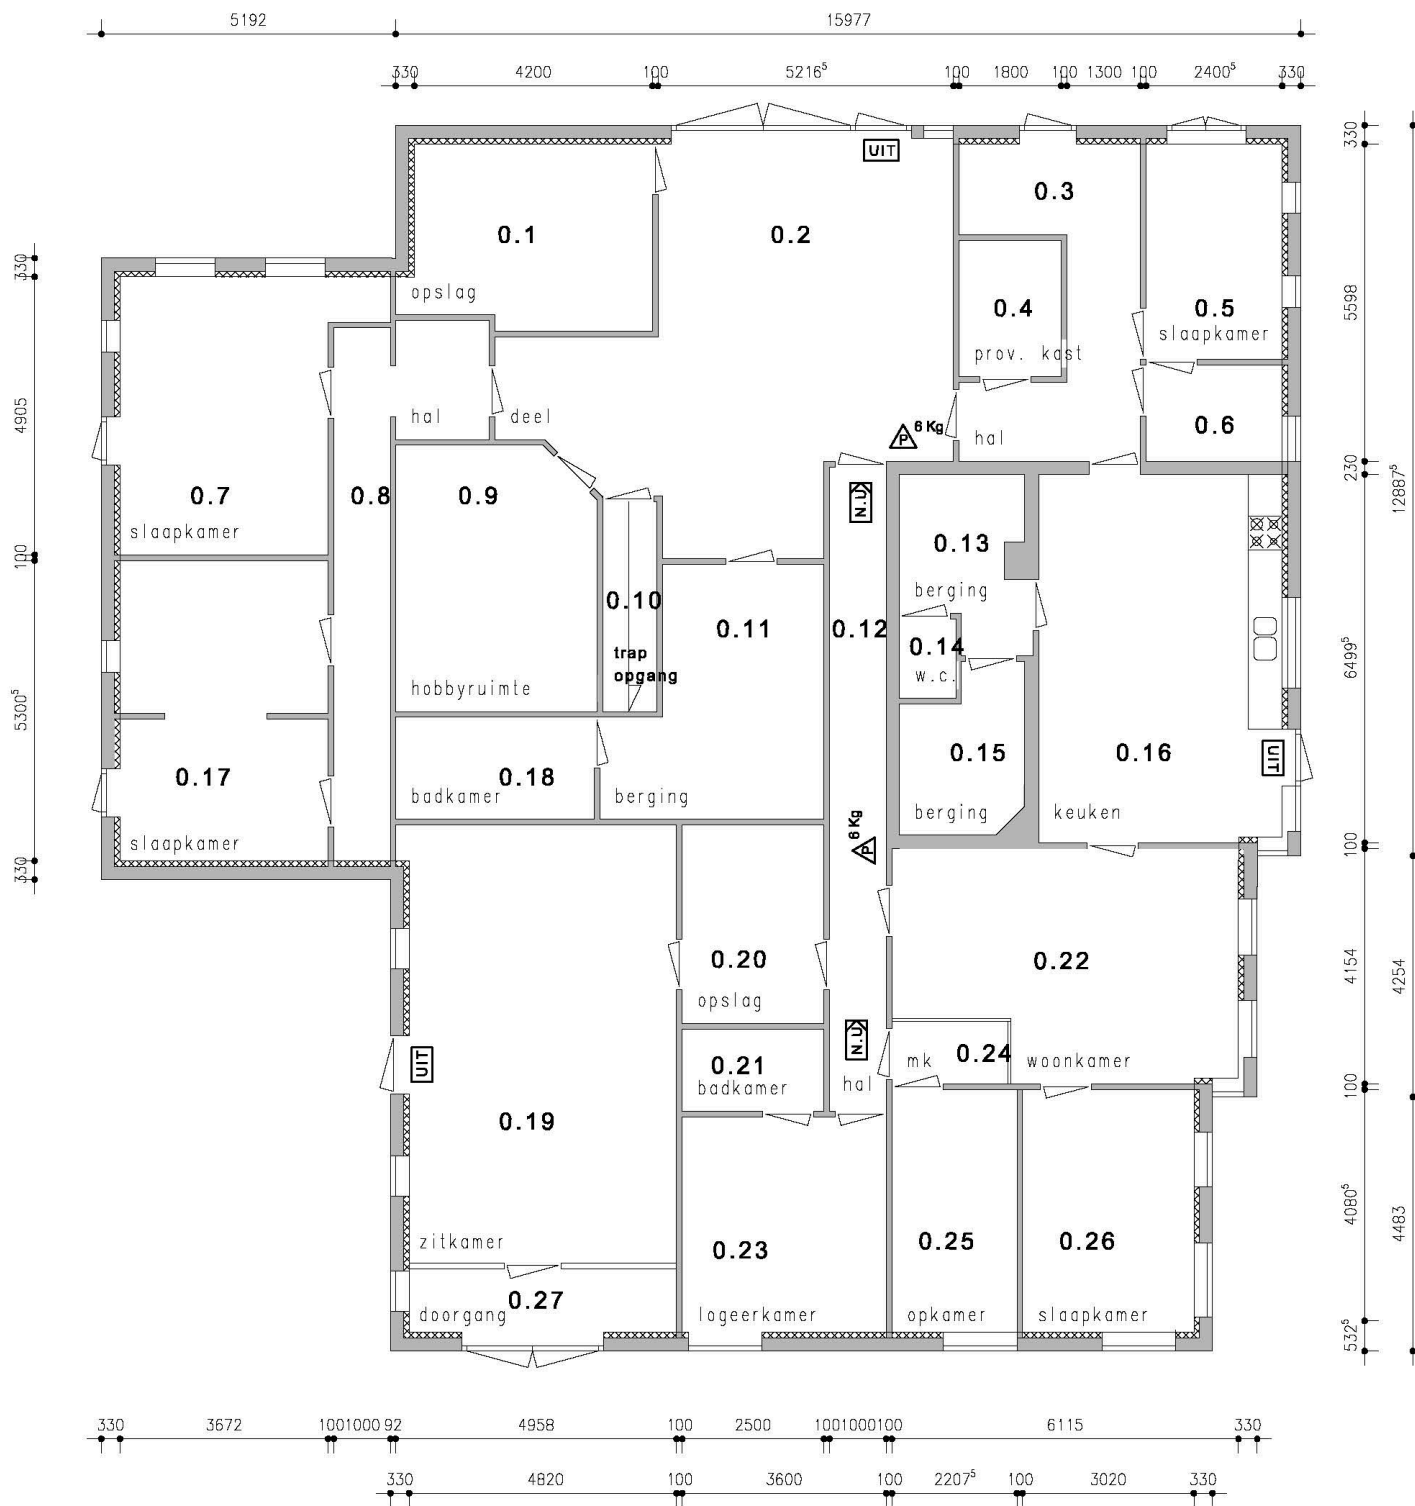 5192 15977
330 4200 100 5216⁵ 100 1800 100 1300 100 2400⁵ 330
UIT
330
0.3
0.1 0.2
330
opslag
0.4 0.5
5598
prov. kast slaapkamer
4905
hal deel
P 6 Kg
hal
0.6
230
12887⁵
0.7 0.8 0.9
N.U
slaapkamer
0.13
100
berging
0.10 0.11 0.12
0.14
trap
opgang
w.c.
6499⁵
hobbyruimte
5300⁵
0.17 0.18
0.15 0.16
UIT
badkamer berging
berging keuken
slaapkamer
P 6 Kg
100
330
0.20 0.22
4154
4254
opslag
N.U
UIT
0.21
mk 0.24 woonkamer
badkamer hal
100
0.19
4080⁵
4483
zitkamer
0.23 0.25 0.26
0.27
doorgang
logeerkamer opkamer slaapkamer
532⁵
330 3672 100 1000 92 4958 100 2500 100 1000 100 6115 330
330 4820 100 3600 100 2207⁵ 100 3020 330